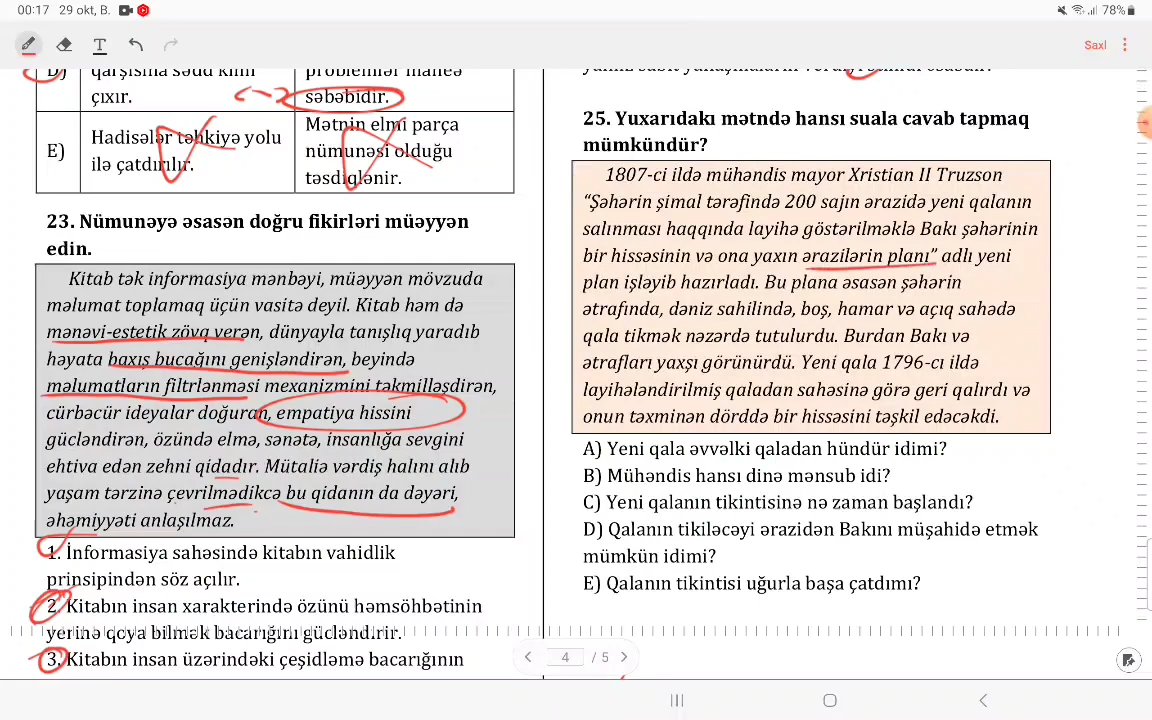 00:17 29 okt, B.
78%
T
Saxl
D) qarşısına sədd kimi
çıxır.
problemlər maneə
səbəbidir.
E)
Hadisələr təhkiyə yolu
ilə çatdırılır.
Mətnin elmi parça
nümunəsi olduğu
təsdiqlənir.
23. Nümunəyə əsasən doğru fikirləri müəyyən
edin.
Kitab tək informasiya mənbəyi, müəyyən mövzuda
məlumat toplamaq üçün vasitə deyil. Kitab həm də
mənəvi-estetik zövq verən, dünyayla tanışlıq yaradıb
həyata baxış bucağını genişləndirən, beyində
məlumatların filtrlənməsi mexanizmini təkmilləşdirən,
cürbəcür ideyalar doğuran, empatiya hissini
gücləndirən, özündə elmə, sənətə, insanlığa sevgini
ehtiva edən zehni qidadır. Mütaliə vərdiş halını alıb
yaşam tərzinə çevrilmədikcə bu qidanın da dəyəri,
əhəmiyyəti anlaşılmaz.
1. İnformasiya sahəsində kitabın vahidlik
prinsipindən söz açılır.
2. Kitabın insan xarakterində özünü həmsöhbətinin
yerinə qoya bilmək bacarığını gücləndirir.
3. Kitabın insan üzərindəki çeşidləmə bacarığının
25. Yuxarıdakı mətndə hansı suala cavab tapmaq
mümkündür?
1807-ci ildə mühəndis mayor Xristian II Truzson
“Şəhərin şimal tərəfində 200 sajın ərazidə yeni qalanın
salınması haqqında layihə göstərilməklə Bakı şəhərinin
bir hissəsinin və ona yaxın ərazilərin planı” adlı yeni
plan işləyib hazırladı. Bu plana əsasən şəhərin
ətrafında, dəniz sahilində, boş, hamar və açıq sahədə
qala tikmək nəzərdə tutulurdu. Burdan Bakı və
ətrafları yaxşı görünürdü. Yeni qala 1796-cı ildə
layihələndirilmiş qaladan sahəsinə görə geri qalırdı və
onun təxminən dörddə bir hissəsini təşkil edəcəkdi.
A) Yeni qala əvvəlki qaladan hündür idimi?
B) Mühəndis hansı dinə mənsub idi?
C) Yeni qalanın tikintisinə nə zaman başlandı?
D) Qalanın tikiləcəyi ərazidən Bakını müşahidə etmək
mümkün idimi?
E) Qalanın tikintisi uğurla başa çatdımı?
4 / 5